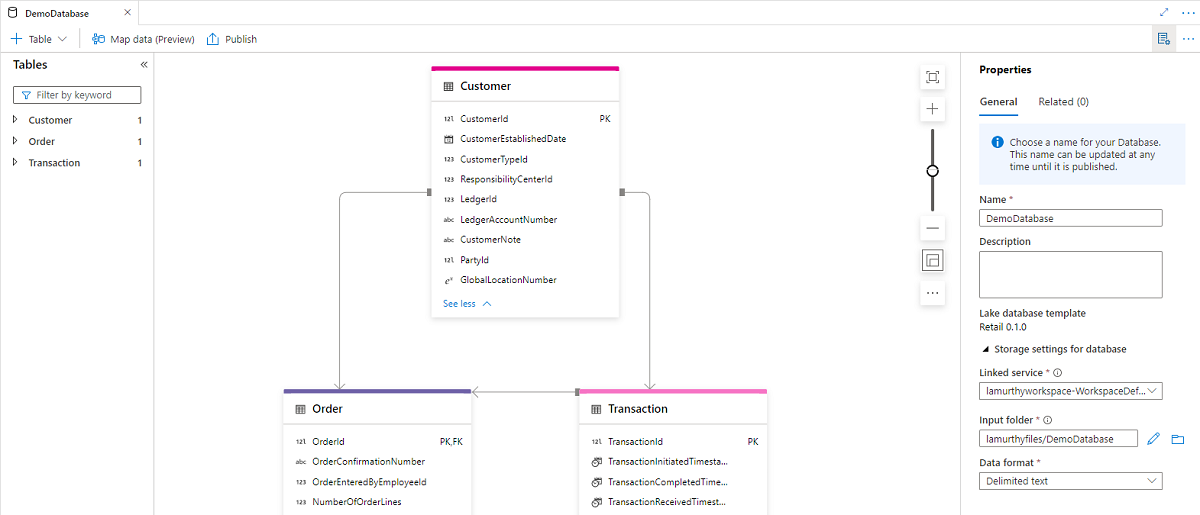 DemoDatabase
Table
Map data (Preview)
Publish
Tables
Filter by keyword
Customer 1
Order 1
Transaction 1
Customer
12l CustomerId PK
CustomerEstablishedDate
123 CustomerTypeId
123 ResponsibilityCenterId
123 LedgerId
abc LedgerAccountNumber
abc CustomerNote
12l PartyId
eˣ GlobalLocationNumber
See less
Order
12l OrderId PK,FK
abc OrderConfirmationNumber
123 OrderEnteredByEmployeeId
123 NumberOfOrderLines
Transaction
12l TransactionId PK
TransactionInitiatedTimesta...
TransactionCompletedTime...
TransactionReceivedTimest...
Properties
General Related (0)
Choose a name for your Database.
This name can be updated at any
time until it is published.
Name *
DemoDatabase
Description
Lake database template
Retail 0.1.0
Storage settings for database
Linked service *
lamurthyworkspace-WorkspaceDef...
Input folder *
lamurthyfiles/DemoDatabase
Data format *
Delimited text